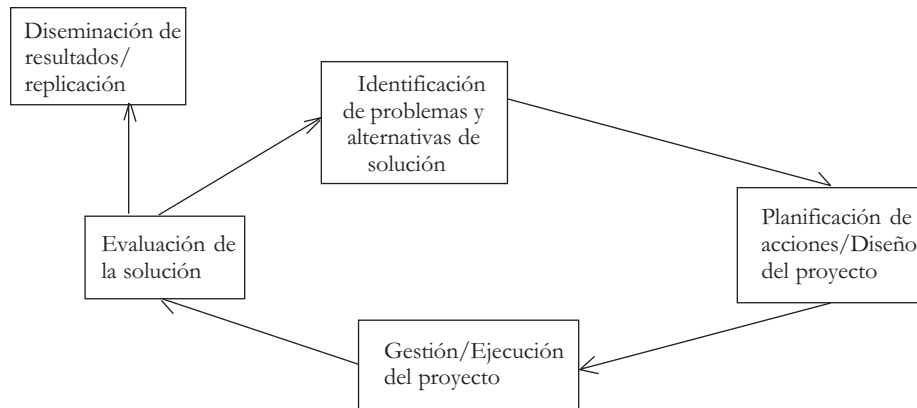 Diseminación de
resultados/
replicación
Identificación
de problemas y
alternativas de
solución
Planificación de
acciones/Diseño
del proyecto
Evaluación de
la solución
Gestión/Ejecución
del proyecto